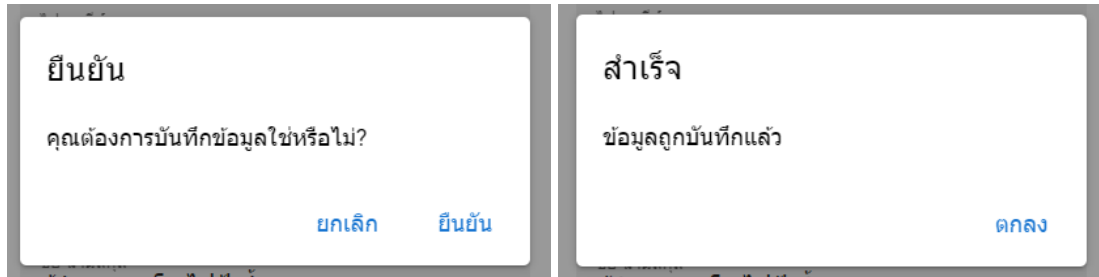 ยืนยัน
คุณต้องการบันทึกข้อมูลใช่หรือไม่?
ยกเลิก ยืนยัน
สำเร็จ
ข้อมูลถูกบันทึกแล้ว
ตกลง